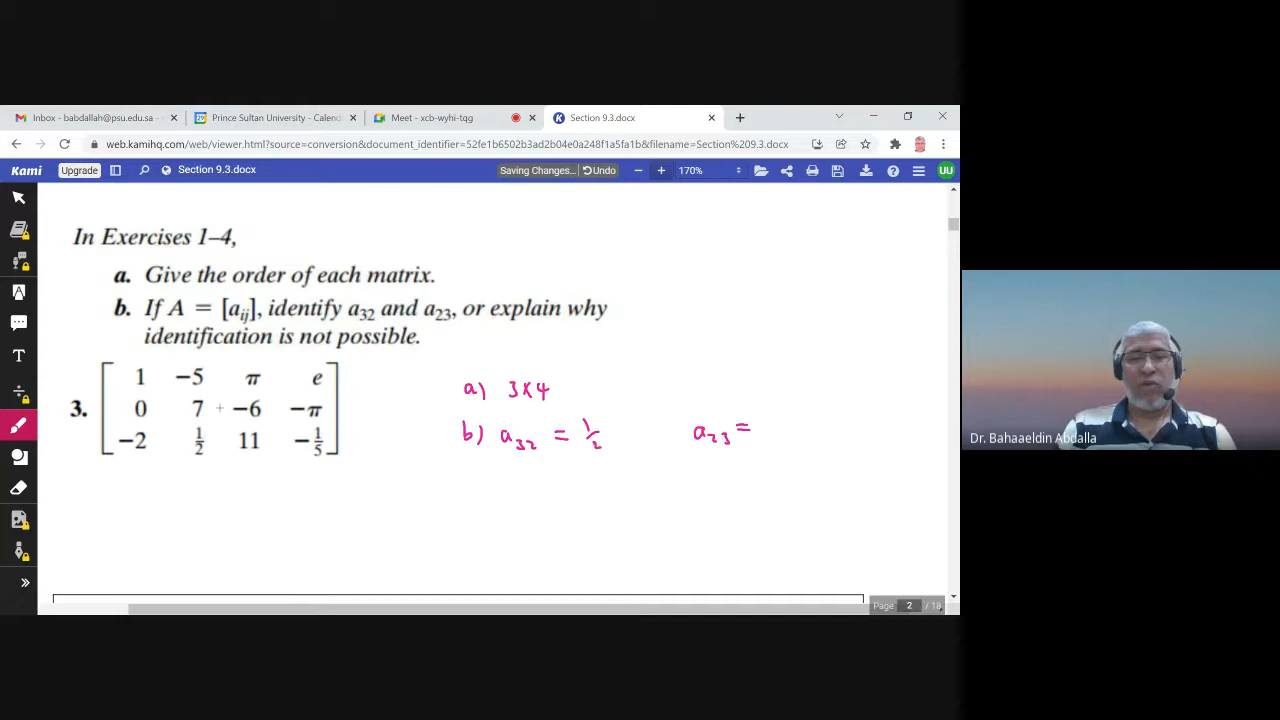 Inbox - babdallah@psu.edu.sa -
Prince Sultan University - Calend
Meet - xcb-wyhi-tqg
Section 9.3.docx
web.kamihq.com/web/viewer.html?source=conversion&document_identifier=52fe1b6502b3ad2b04e0a248f1a5fa1b&filename=Section%209.3.docx
Kami
Upgrade
Section 9.3.docx
Saving Changes...
Undo
170%
UU
In Exercises 1–4,
a. Give the order of each matrix.
b. If A = [aij], identify a32 and a23, or explain why
identification is not possible.
3.
1 −5 π e
0 7 −6 −π
−2 1/2 11 −1/5
a) 3×4
b) a32 = 1/2 a23 =
Dr. Bahaaeldin Abdalla
Page 2 / 18